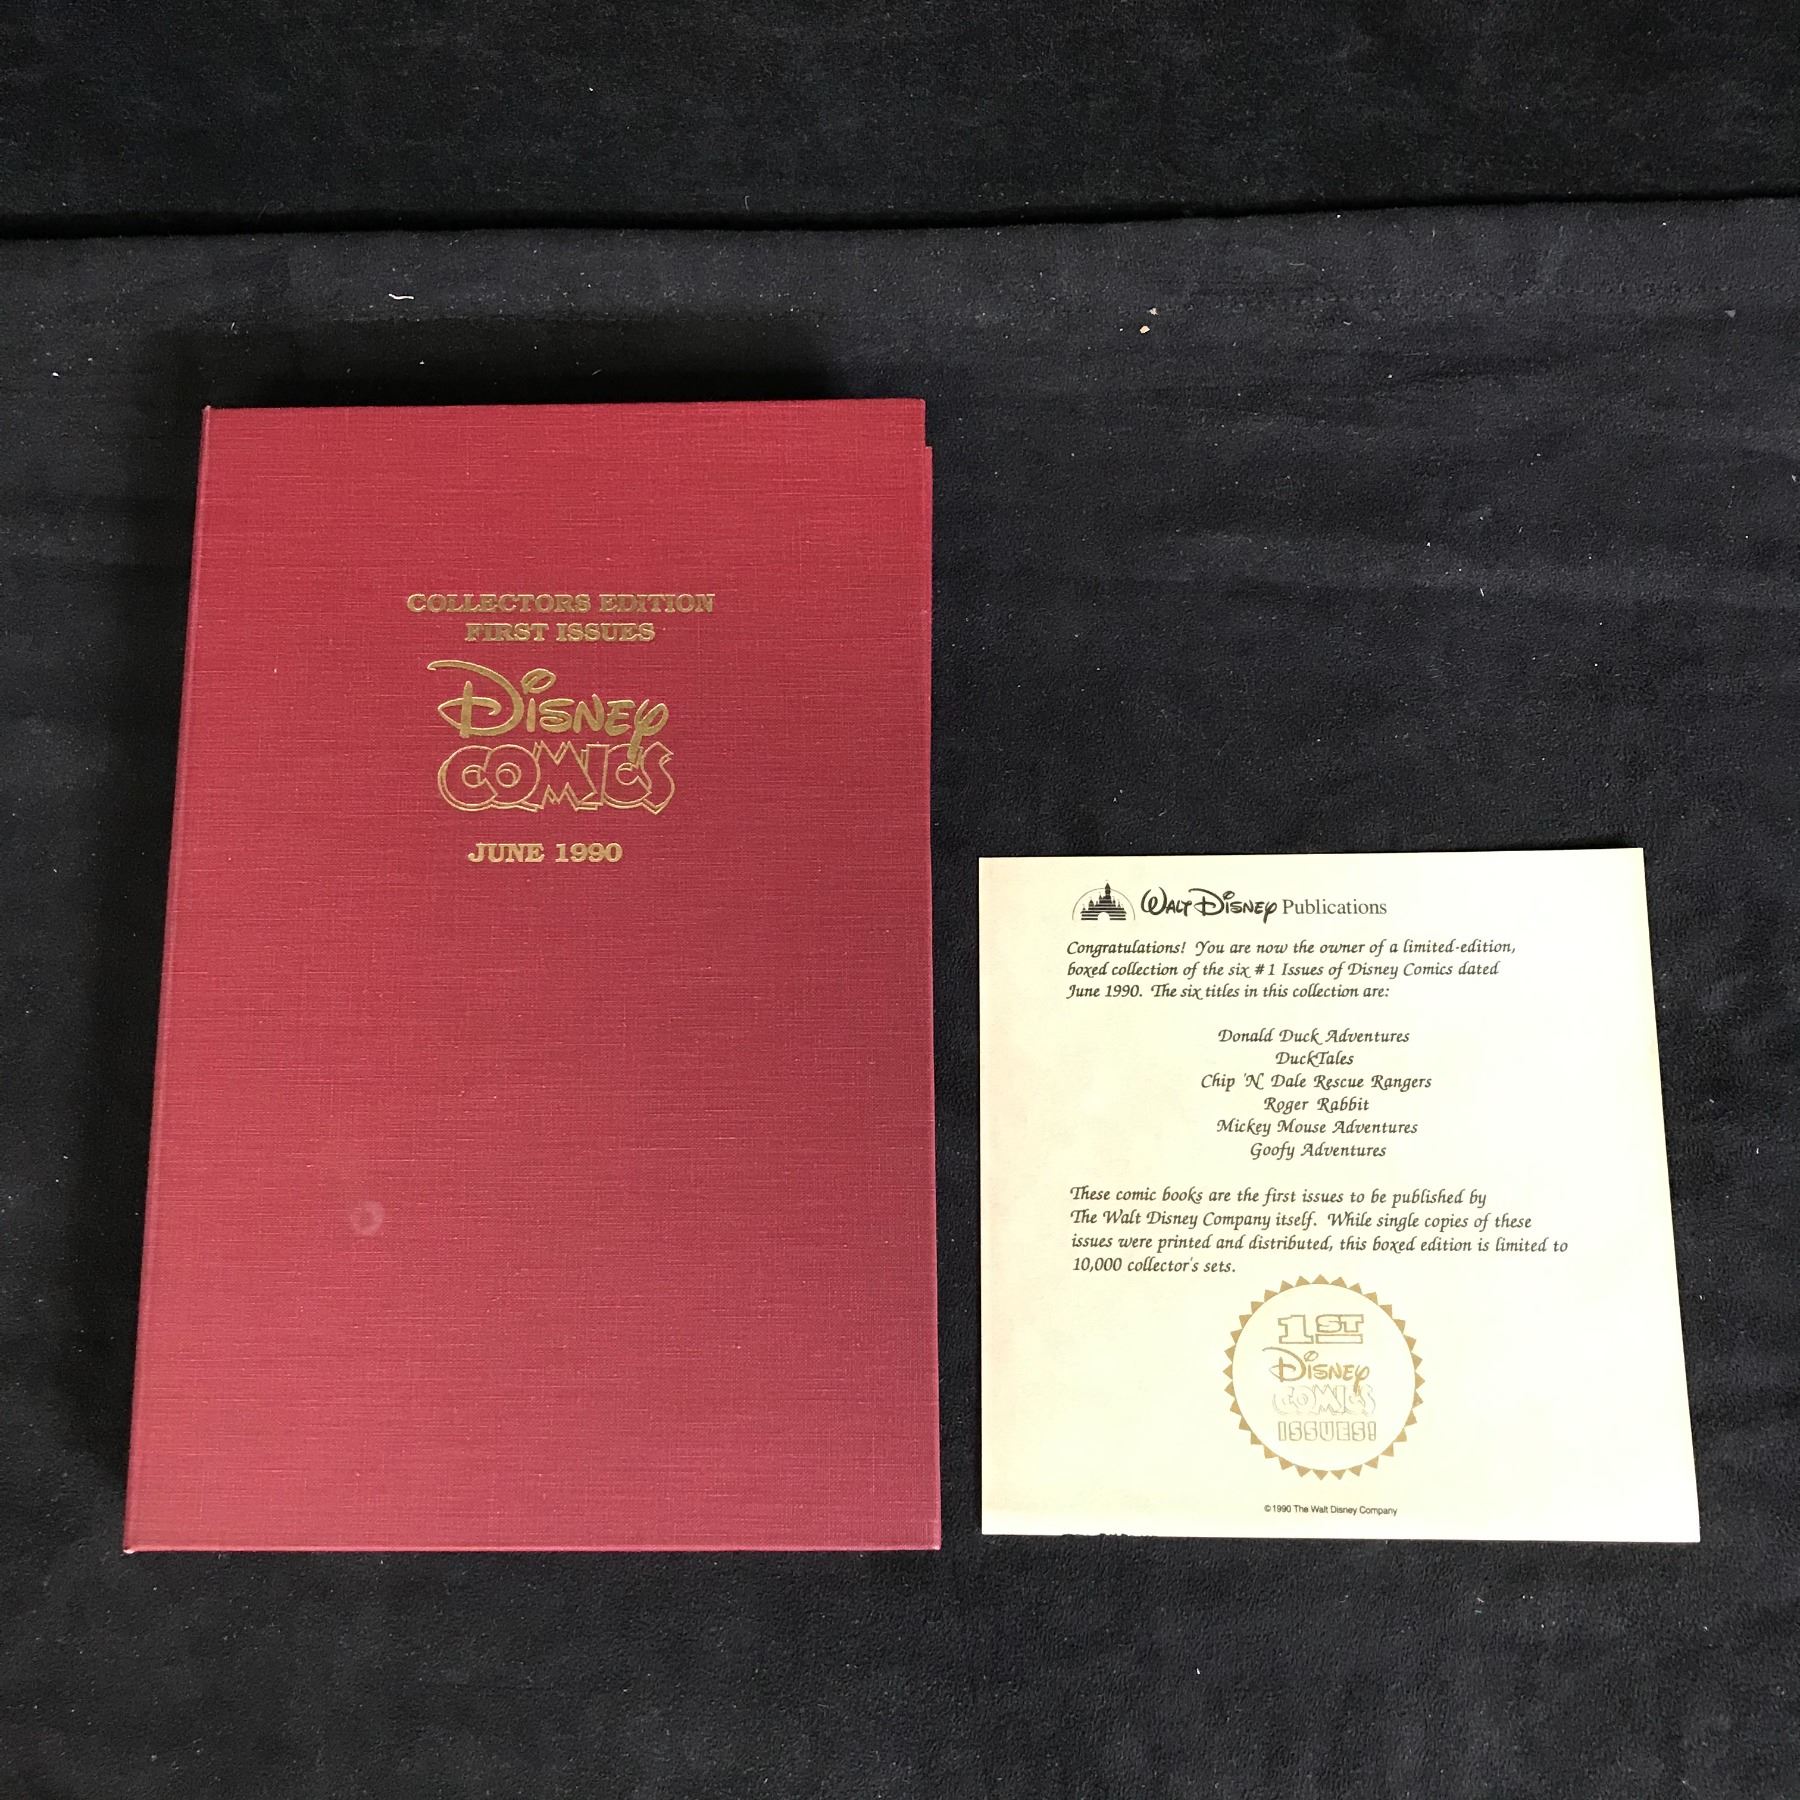 COLLECTORS EDITION
FIRST ISSUES
Disney
COMICS
JUNE 1990
Walt Disney Publications
Congratulations! You are now the owner of a limited-edition,
boxed collection of the six #1 Issues of Disney Comics dated
June 1990. The six titles in this collection are:
Donald Duck Adventures
DuckTales
Chip 'N' Dale Rescue Rangers
Roger Rabbit
Mickey Mouse Adventures
Goofy Adventures
These comic books are the first issues to be published by
The Walt Disney Company itself. While single copies of these
issues were printed and distributed, this boxed edition is limited to
10,000 collector's sets.
1ST
Disney
COMICS
ISSUES!
©1990 The Walt Disney Company